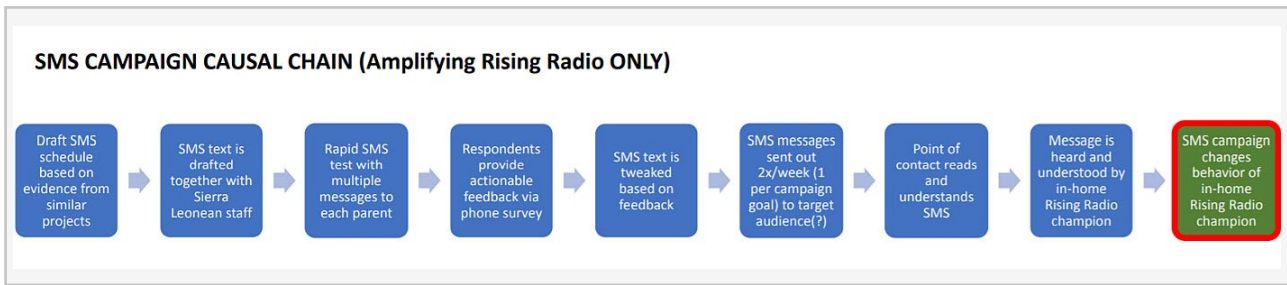 SMS CAMPAIGN CAUSAL CHAIN (Amplifying Rising Radio ONLY)
Draft SMS
schedule
based on
evidence from
similar
projects
SMS text is
drafted
together with
Sierra
Leonean staff
Rapid SMS
test with
multiple
messages to
each parent
Respondents
provide
actionable
feedback via
phone survey
SMS text is
tweaked
based on
feedback
SMS messages
sent out
2x/week (1
per campaign
goal) to target
audience(?)
Point of
contact reads
and
understands
SMS
Message is
heard and
understood by
in-home
Rising Radio
champion
SMS campaign
changes
behavior of
in-home
Rising Radio
champion